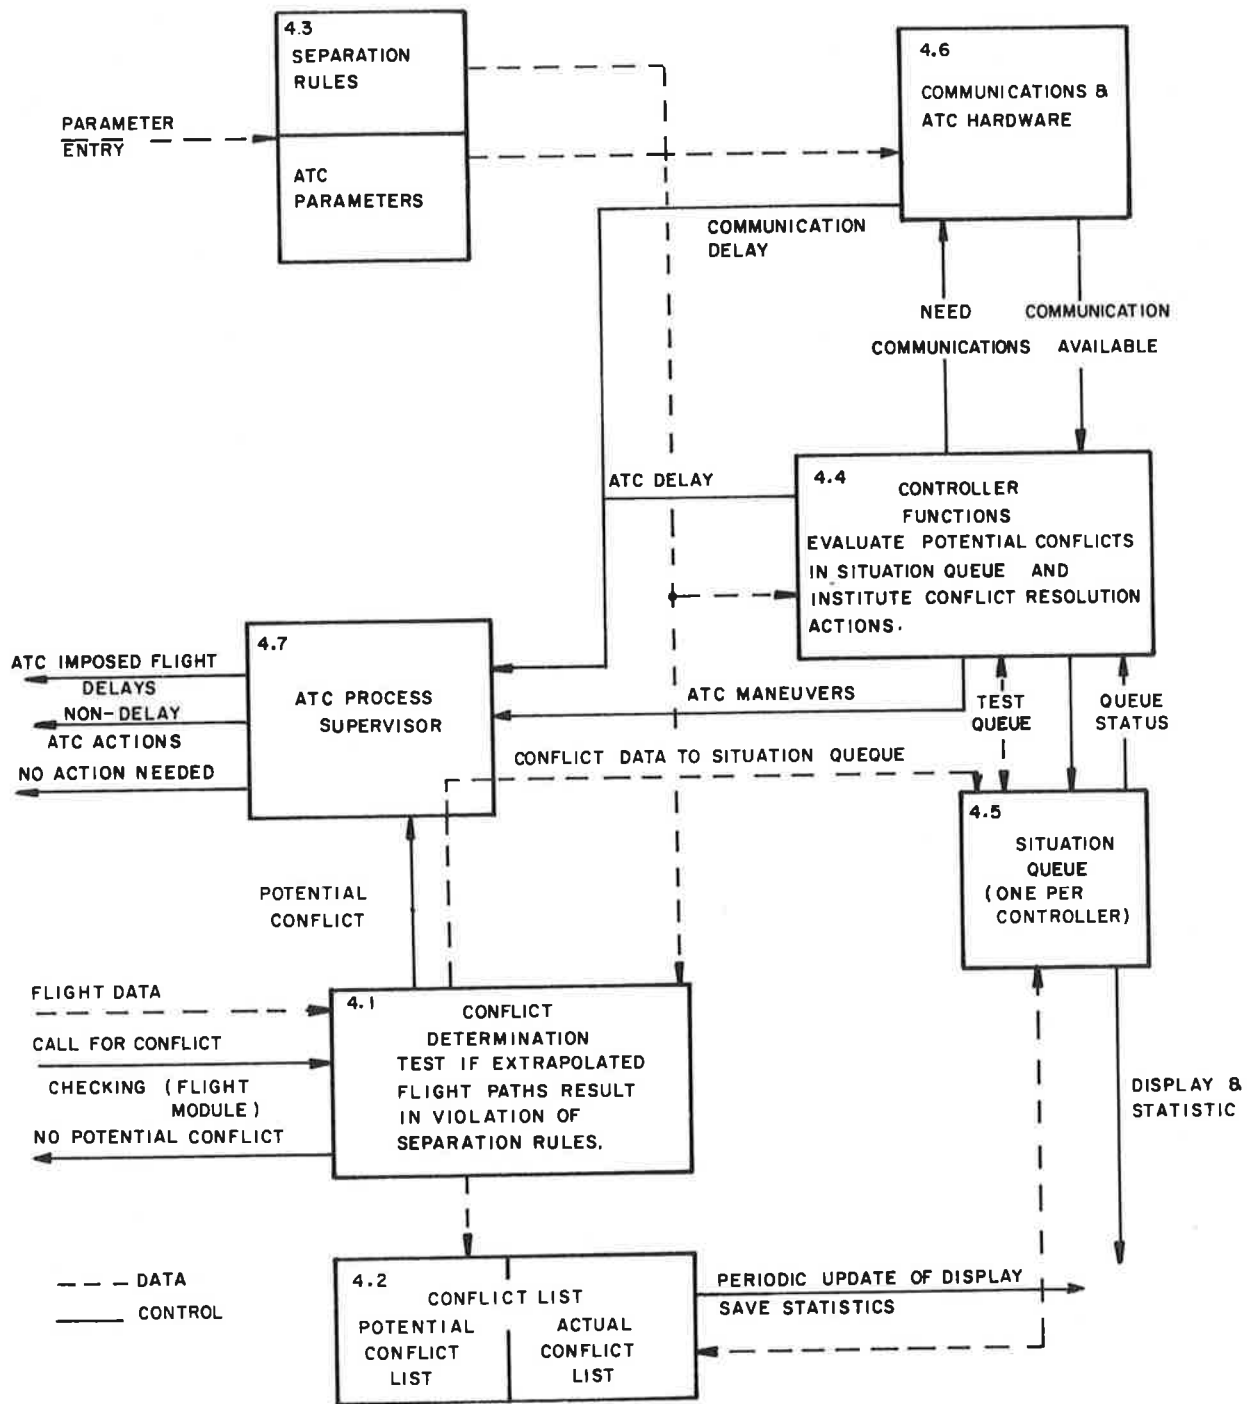 4.3
SEPARATION
RULES
PARAMETER
ENTRY
ATC
PARAMETERS
4.6
COMMUNICATIONS &
ATC HARDWARE
COMMUNICATION
DELAY
NEED
COMMUNICATIONS
COMMUNICATION
AVAILABLE
ATC DELAY
4.4
CONTROLLER
FUNCTIONS
EVALUATE POTENTIAL CONFLICTS
IN SITUATION QUEUE AND
INSTITUTE CONFLICT RESOLUTION
ACTIONS.
4.7
ATC PROCESS
SUPERVISOR
ATC IMPOSED FLIGHT
DELAYS
NON-DELAY
ATC ACTIONS
NO ACTION NEEDED
ATC MANEUVERS
TEST
QUEUE
QUEUE
STATUS
CONFLICT DATA TO SITUATION QUEQUE
4.5
SITUATION
QUEUE
(ONE PER
CONTROLLER)
POTENTIAL
CONFLICT
FLIGHT DATA
CALL FOR CONFLICT
CHECKING (FLIGHT
MODULE)
NO POTENTIAL CONFLICT
4.1
CONFLICT
DETERMINATION
TEST IF EXTRAPOLATED
FLIGHT PATHS RESULT
IN VIOLATION OF
SEPARATION RULES.
DISPLAY &
STATISTIC
4.2
CONFLICT LIST
POTENTIAL
CONFLICT
LIST
ACTUAL
CONFLICT
LIST
PERIODIC UPDATE OF DISPLAY
SAVE STATISTICS
DATA
CONTROL